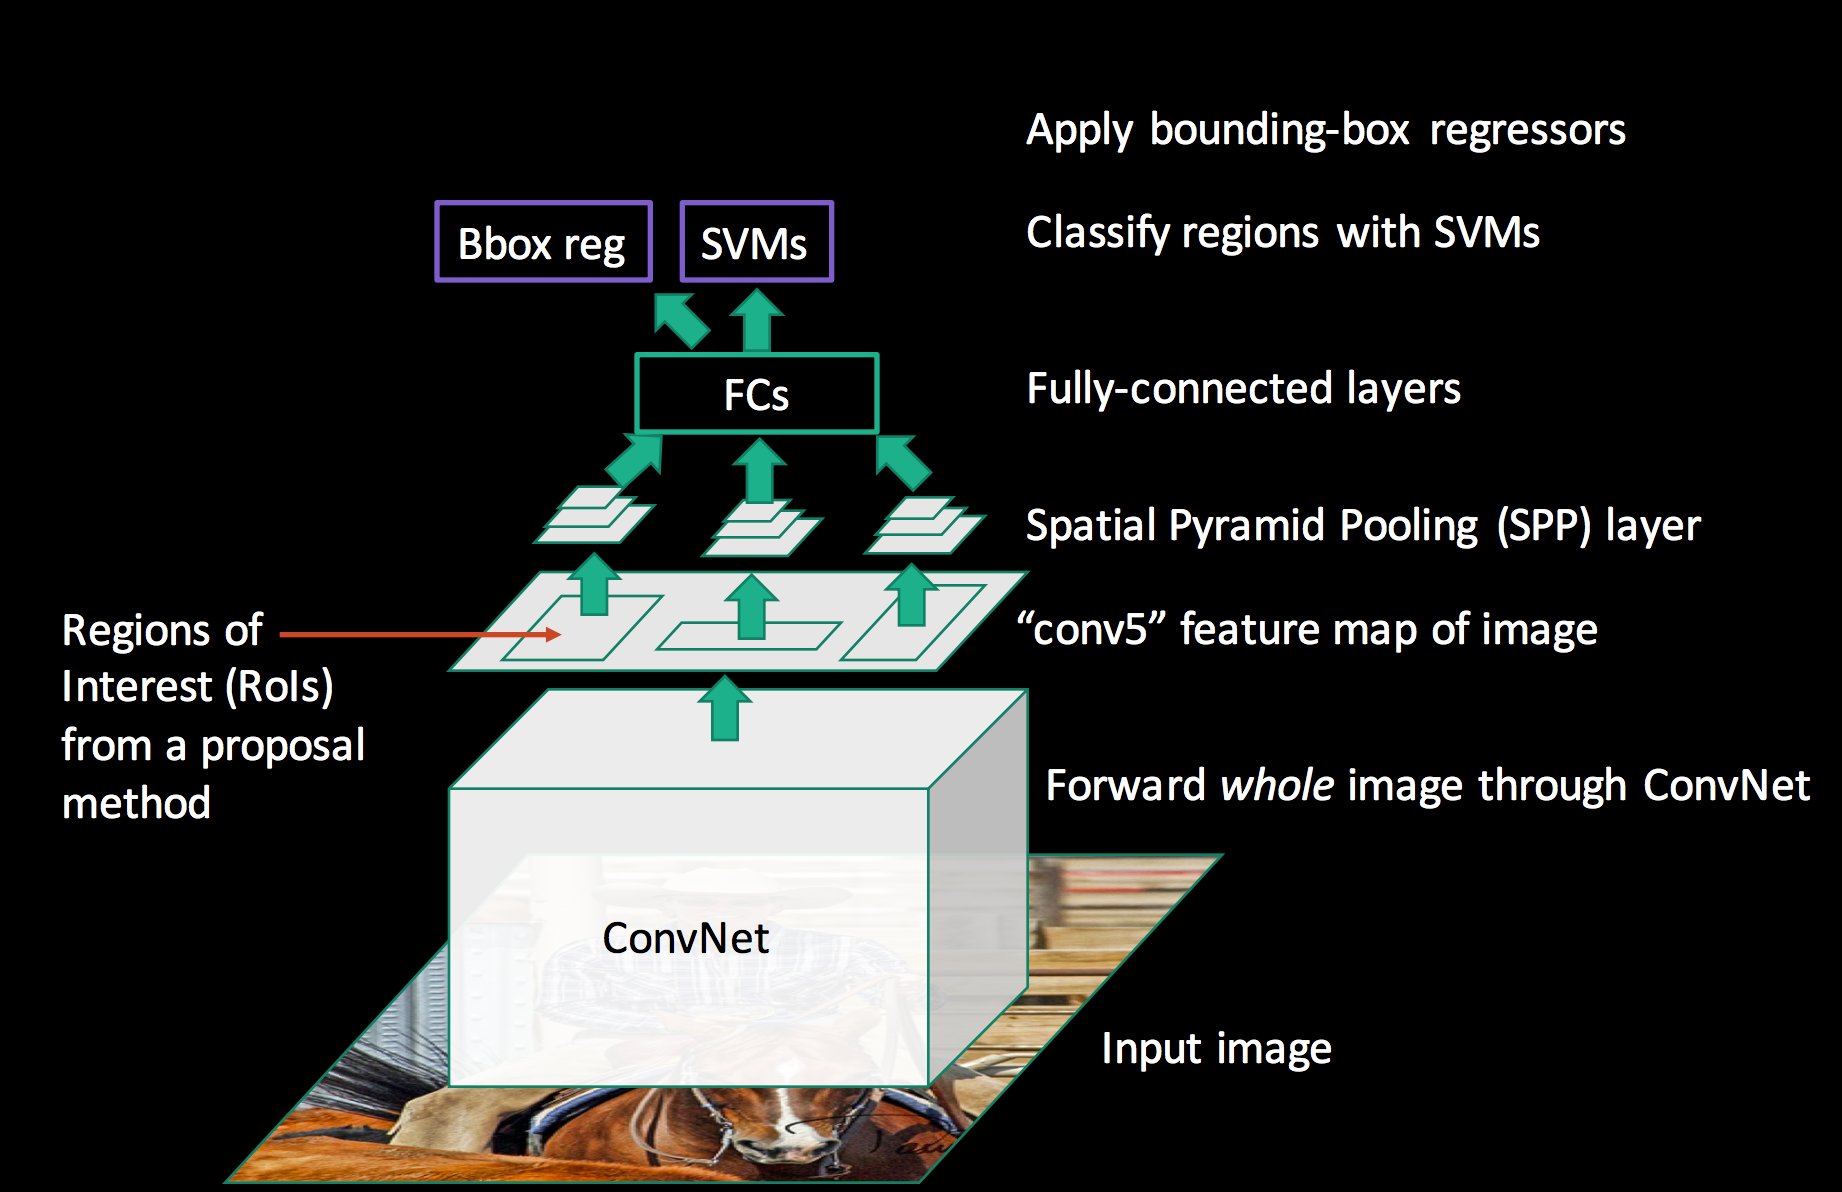 Apply bounding-box regressors
Bbox reg
SVMs
Classify regions with SVMs
FCs
Fully-connected layers
Spatial Pyramid Pooling (SPP) layer
Regions of
Interest (RoIs)
from a proposal
method
“conv5” feature map of image
Forward whole image through ConvNet
ConvNet
Input image